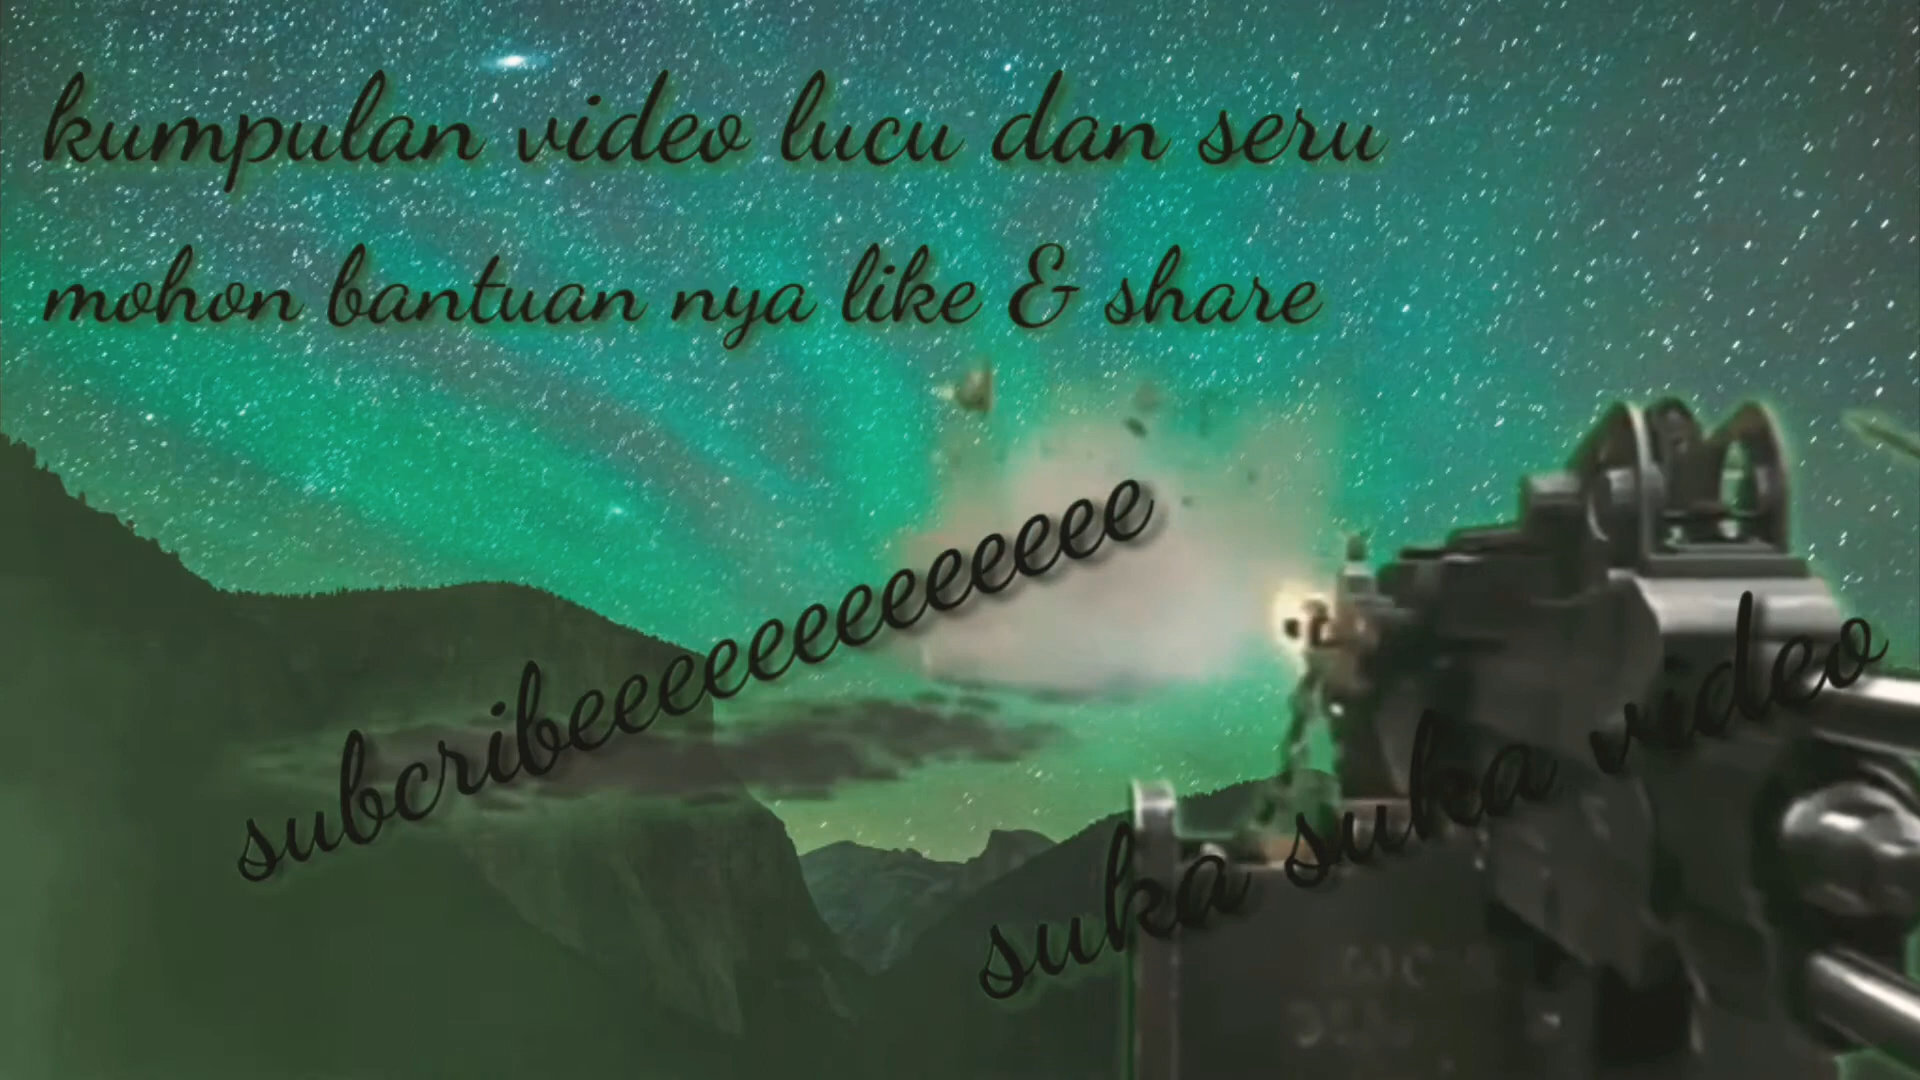 kumpulan video lucu dan seru
mohon bantuan nya like & share
subcribeeeeeeeeeeeeee
suka suka video